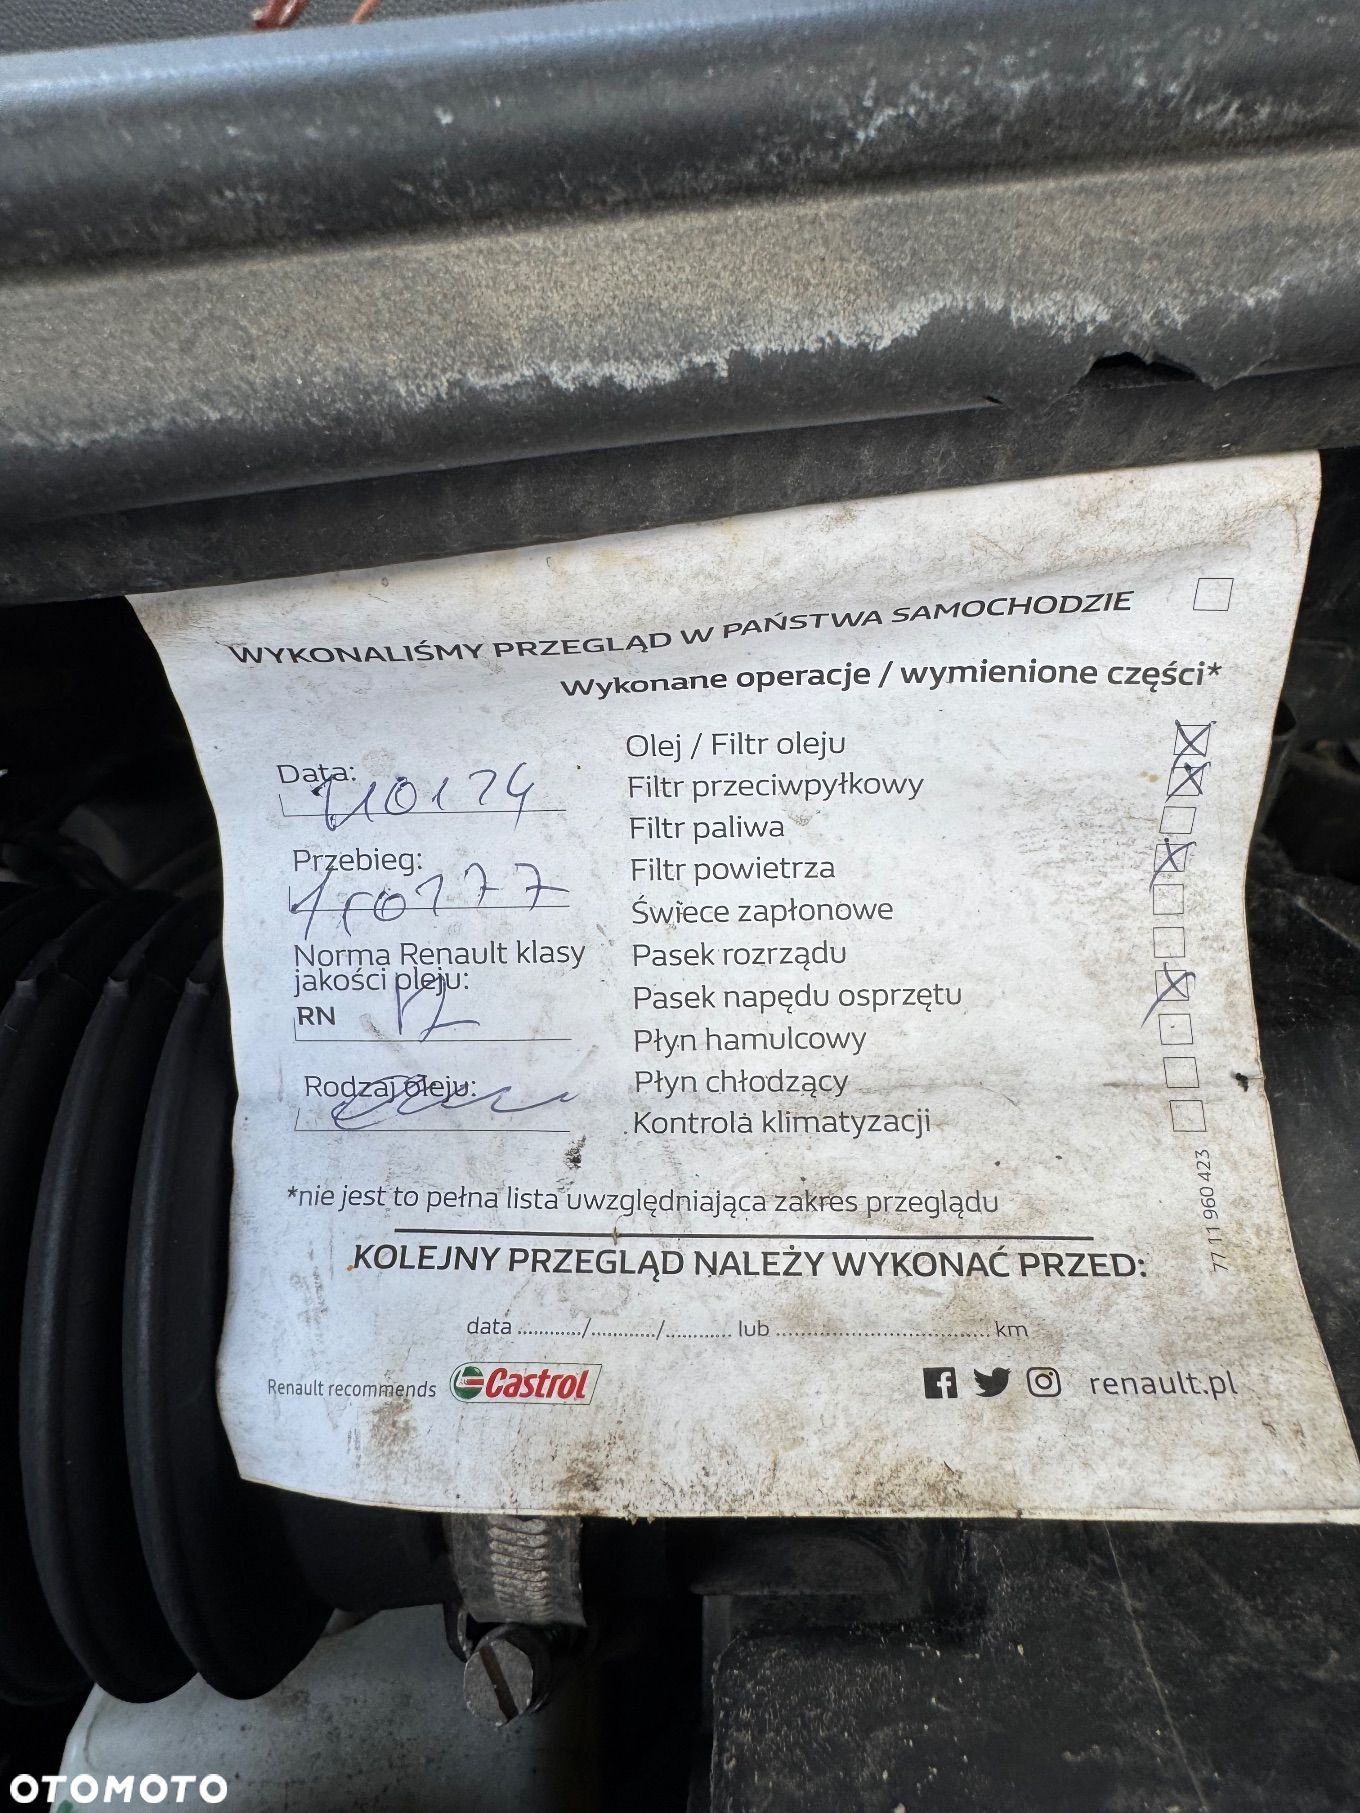 WYKONALIŚMY PRZEGLĄD W PAŃSTWA SAMOCHODZIE
Wykonane operacje / wymienione części*
Data:
Przebieg:
Norma Renault klasy
jakości oleju:
RN
Rodzaj oleju:
Olej / Filtr oleju
Filtr przeciwpyłkowy
Filtr paliwa
Filtr powietrza
Świece zapłonowe
Pasek rozrządu
Pasek napędu osprzętu
Płyn hamulcowy
Płyn chłodzący
Kontrola klimatyzacji
77 11 960 423
*nie jest to pełna lista uwzględniająca zakres przeglądu
KOLEJNY PRZEGLĄD NALEŻY WYKONAĆ PRZED:
data ............/............/............ lub ....................................... km
Renault recommends Castrol
renault.pl
OTOMOTO